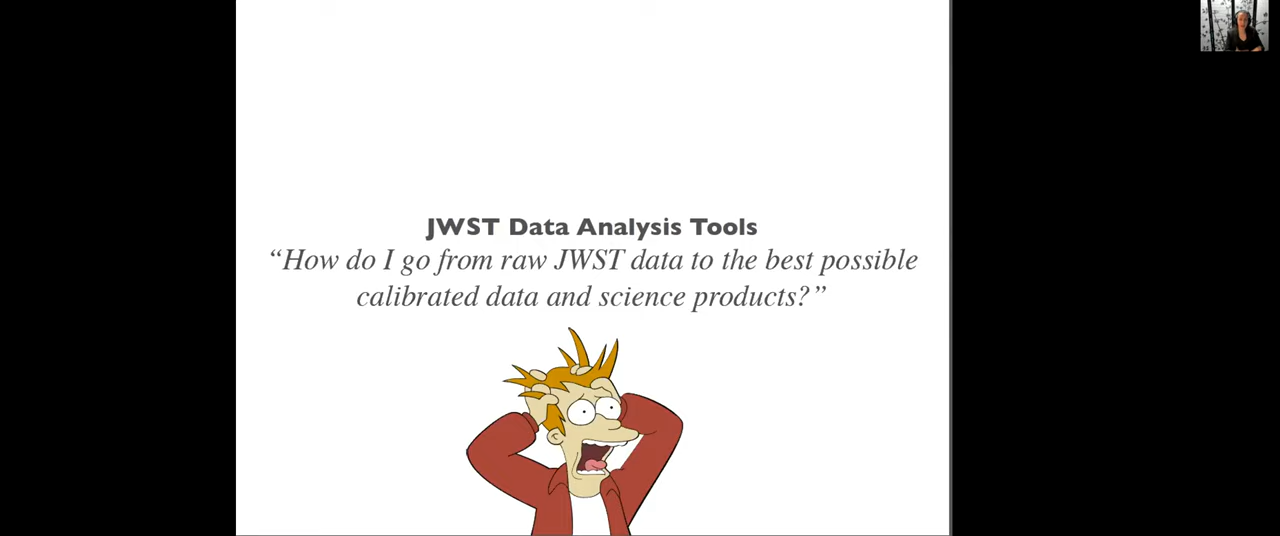 JWST Data Analysis Tools
“How do I go from raw JWST data to the best possible
calibrated data and science products?”